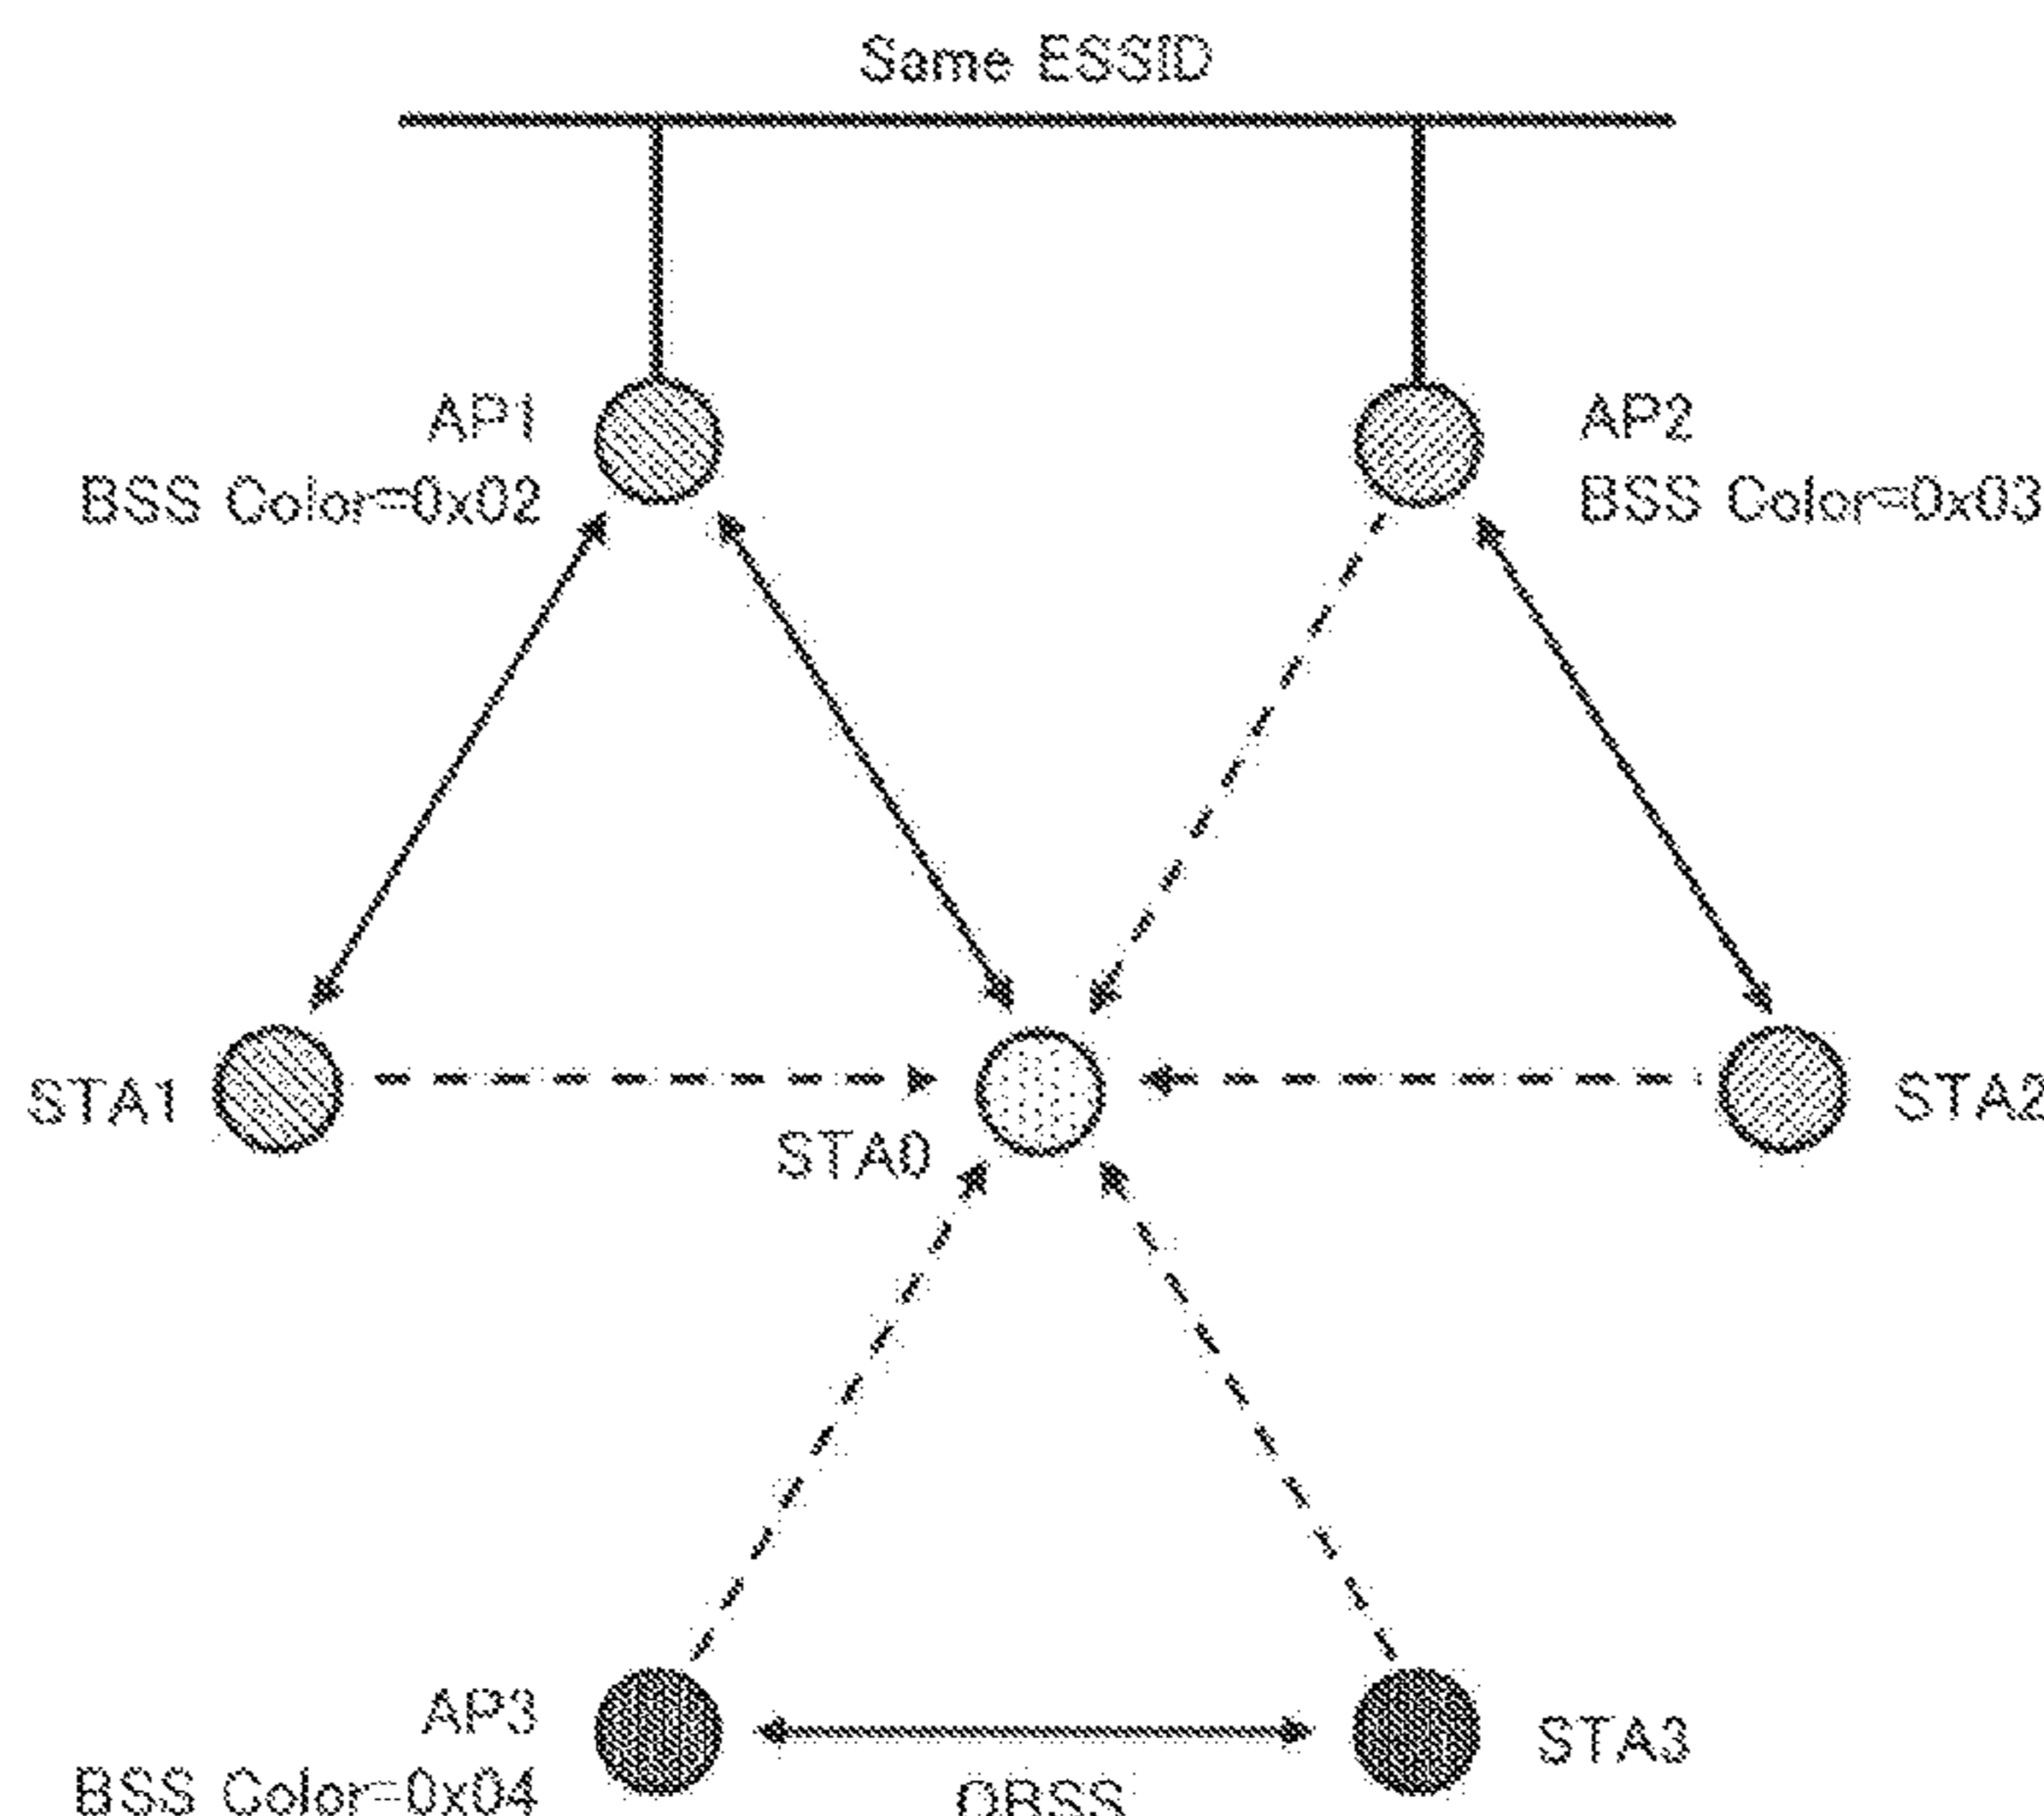 Same ESSID
AP1
BSS Color=0x02
AP2
BSS Color=0x03
STA1
STA0
STA2
AP3
BSS Color=0x04
STA3
OBSS